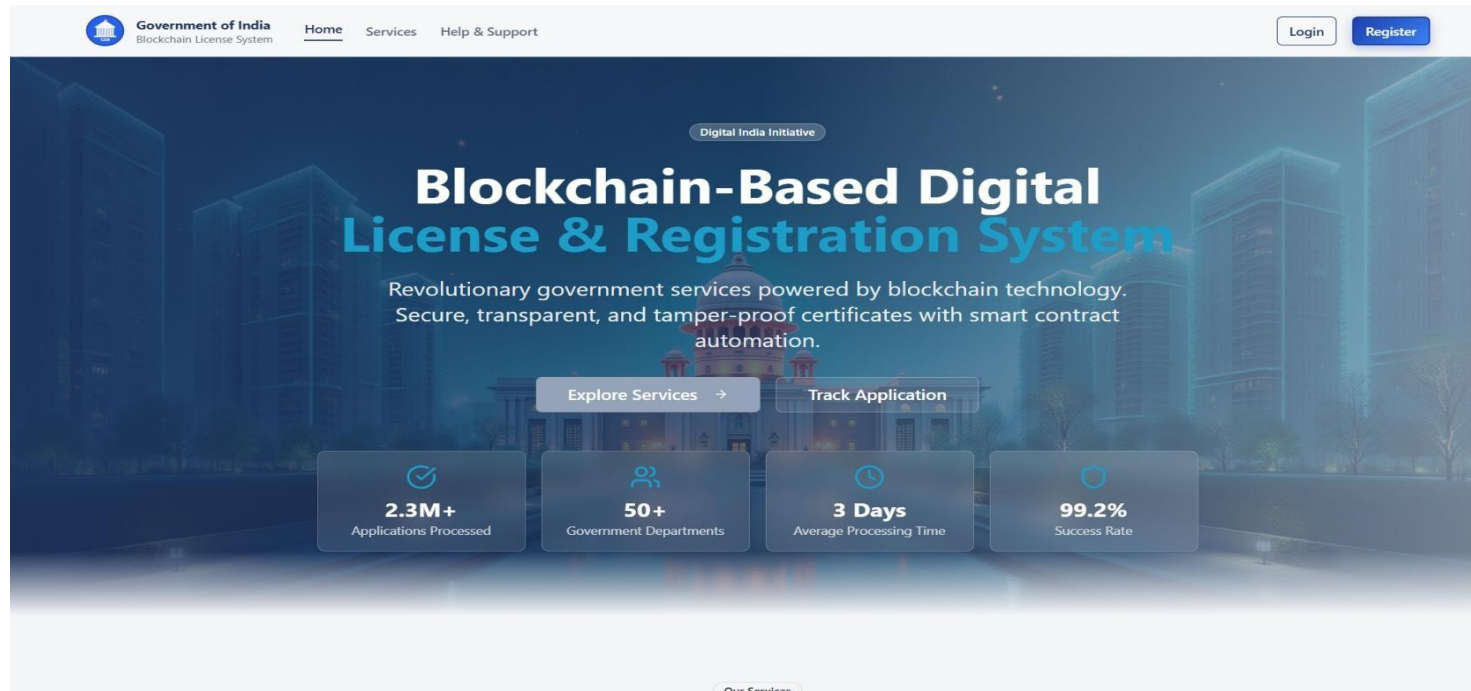 Government of India
Blockchain License System
Home
Services
Help & Support
Login
Register
Digital India Initiative
Blockchain-Based Digital
License & Registration System
Revolutionary government services powered by blockchain technology.
Secure, transparent, and tamper-proof certificates with smart contract
automation.
Explore Services →
Track Application
2.3M+
Applications Processed
50+
Government Departments
3 Days
Average Processing Time
99.2%
Success Rate
Our Services